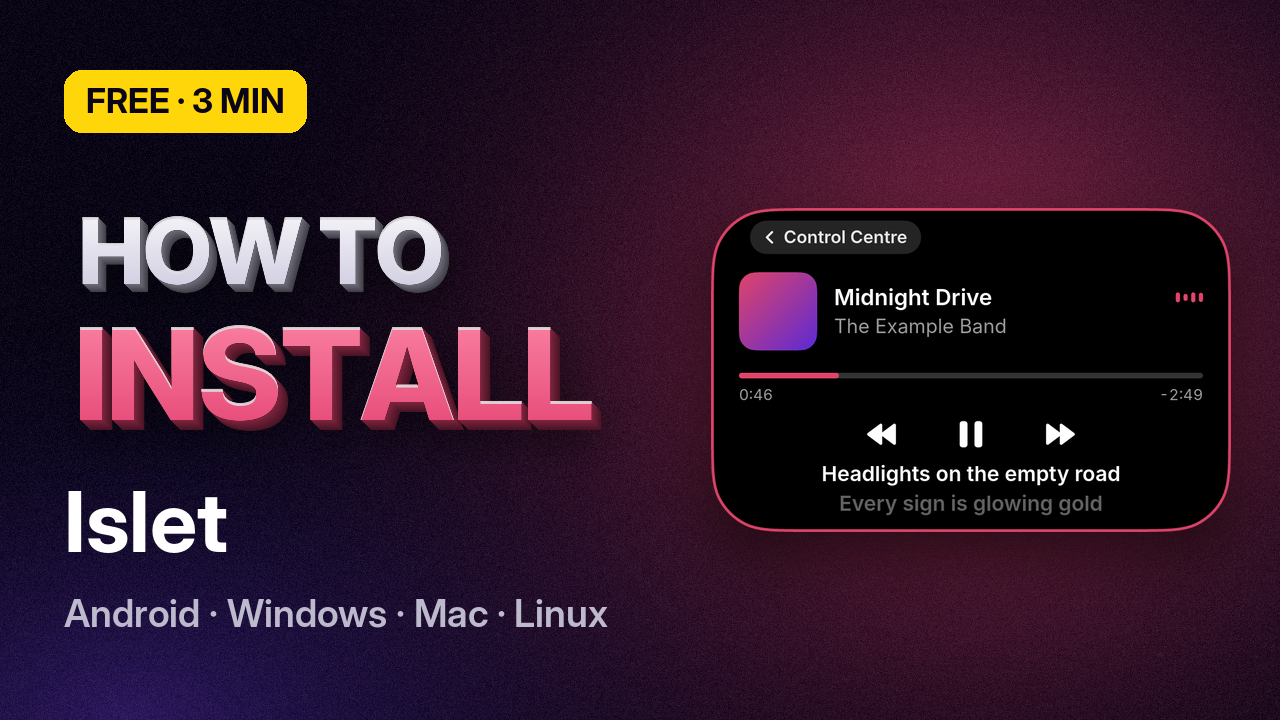 FREE · 3 MIN
HOW TO
INSTALL
Islet
Android · Windows · Mac · Linux
Control Centre
Midnight Drive
The Example Band
0:46
-2:49
Headlights on the empty road
Every sign is glowing gold